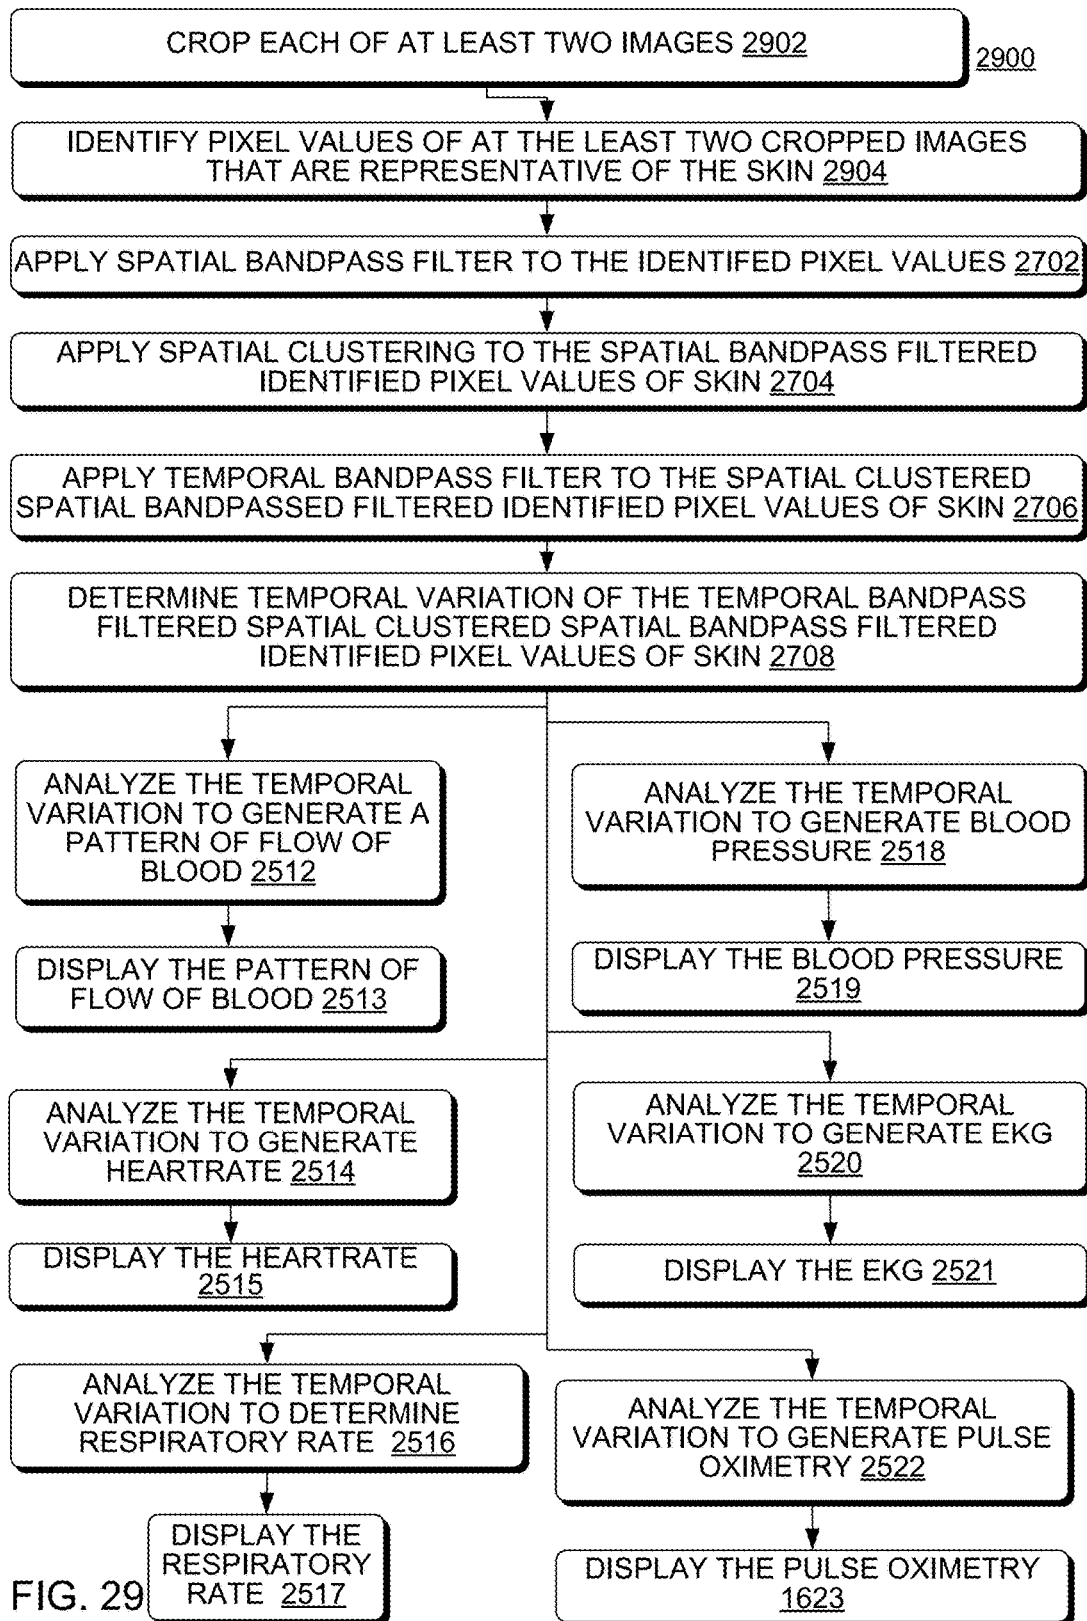 CROP EACH OF AT LEAST TWO IMAGES 2902
2900
IDENTIFY PIXEL VALUES OF AT THE LEAST TWO CROPPED IMAGES
THAT ARE REPRESENTATIVE OF THE SKIN 2904
APPLY SPATIAL BANDPASS FILTER TO THE IDENTIFED PIXEL VALUES 2702
APPLY SPATIAL CLUSTERING TO THE SPATIAL BANDPASS FILTERED
IDENTIFIED PIXEL VALUES OF SKIN 2704
APPLY TEMPORAL BANDPASS FILTER TO THE SPATIAL CLUSTERED
SPATIAL BANDPASSED FILTERED IDENTIFIED PIXEL VALUES OF SKIN 2706
DETERMINE TEMPORAL VARIATION OF THE TEMPORAL BANDPASS
FILTERED SPATIAL CLUSTERED SPATIAL BANDPASS FILTERED
IDENTIFIED PIXEL VALUES OF SKIN 2708
ANALYZE THE TEMPORAL
VARIATION TO GENERATE A
PATTERN OF FLOW OF
BLOOD 2512
ANALYZE THE TEMPORAL
VARIATION TO GENERATE BLOOD
PRESSURE 2518
DISPLAY THE PATTERN OF
FLOW OF BLOOD 2513
DISPLAY THE BLOOD PRESSURE
2519
ANALYZE THE TEMPORAL
VARIATION TO GENERATE
HEARTRATE 2514
ANALYZE THE TEMPORAL
VARIATION TO GENERATE EKG
2520
DISPLAY THE HEARTRATE
2515
DISPLAY THE EKG 2521
ANALYZE THE TEMPORAL
VARIATION TO DETERMINE
RESPIRATORY RATE 2516
ANALYZE THE TEMPORAL
VARIATION TO GENERATE PULSE
OXIMETRY 2522
DISPLAY THE
RESPIRATORY
RATE 2517
DISPLAY THE PULSE OXIMETRY
1623
FIG. 29